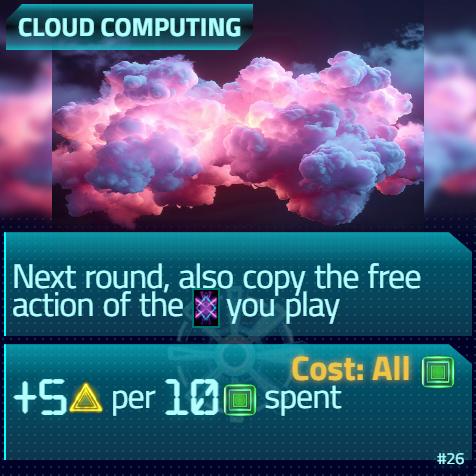 CLOUD COMPUTING
Next round, also copy the free
action of the you play
Cost: All
+5 per 10 spent
#26